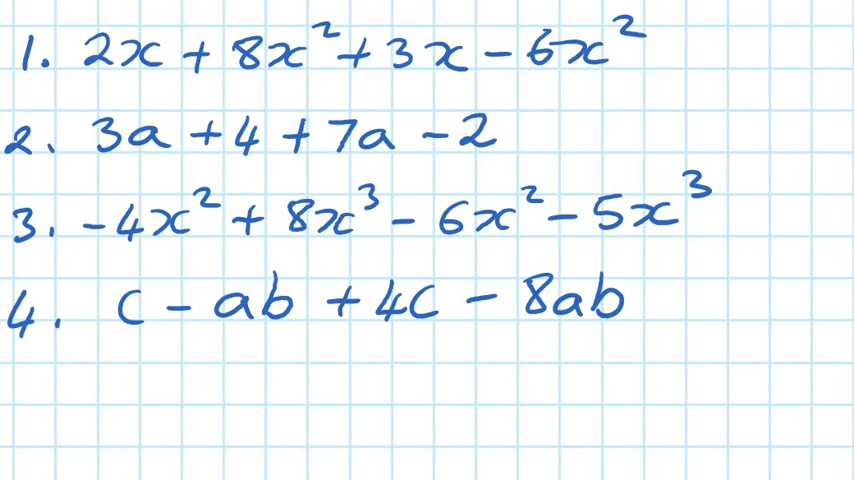 1. 2x + 8x² + 3x - 6x²
2. 3a + 4 + 7a - 2
3. -4x² + 8x³ - 6x² - 5x³
4. c - ab + 4c - 8ab